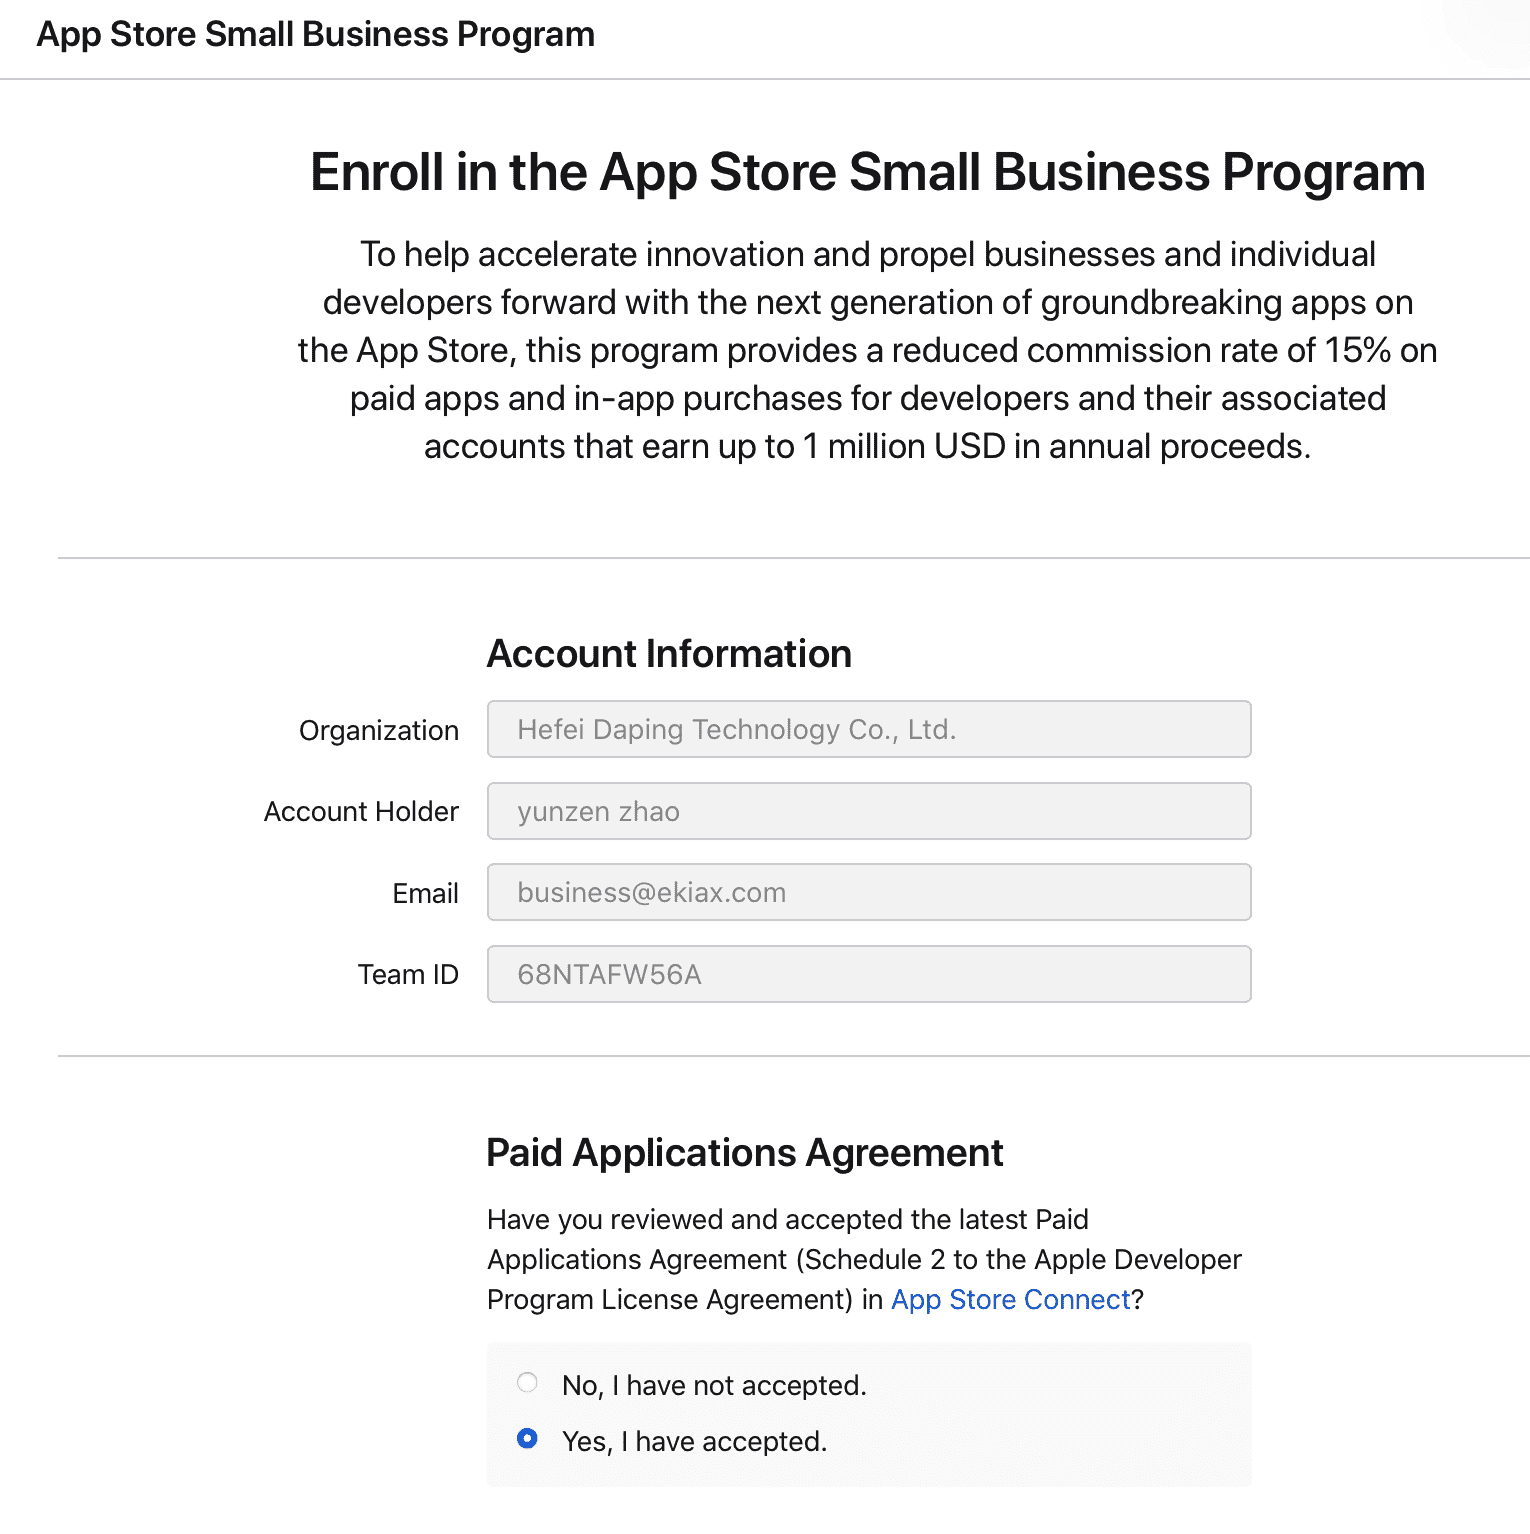 App Store Small Business Program
Enroll in the App Store Small Business Program
To help accelerate innovation and propel businesses and individual
developers forward with the next generation of groundbreaking apps on
the App Store, this program provides a reduced commission rate of 15% on
paid apps and in-app purchases for developers and their associated
accounts that earn up to 1 million USD in annual proceeds.
Account Information
Organization Hefei Daping Technology Co., Ltd.
Account Holder yunzen zhao
Email business@ekiax.com
Team ID 68NTAFW56A
Paid Applications Agreement
Have you reviewed and accepted the latest Paid
Applications Agreement (Schedule 2 to the Apple Developer
Program License Agreement) in App Store Connect?
No, I have not accepted.
Yes, I have accepted.